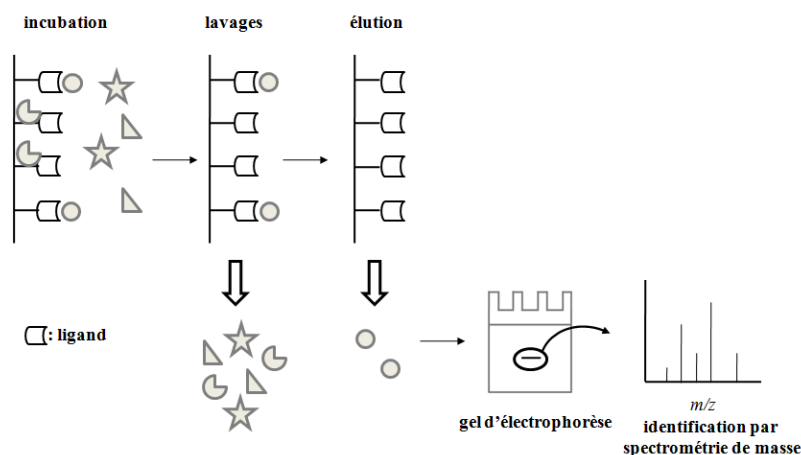 incubation
lavages
élution
: ligand
gel d'électrophorèse
m/z
identification par
spectrométrie de masse